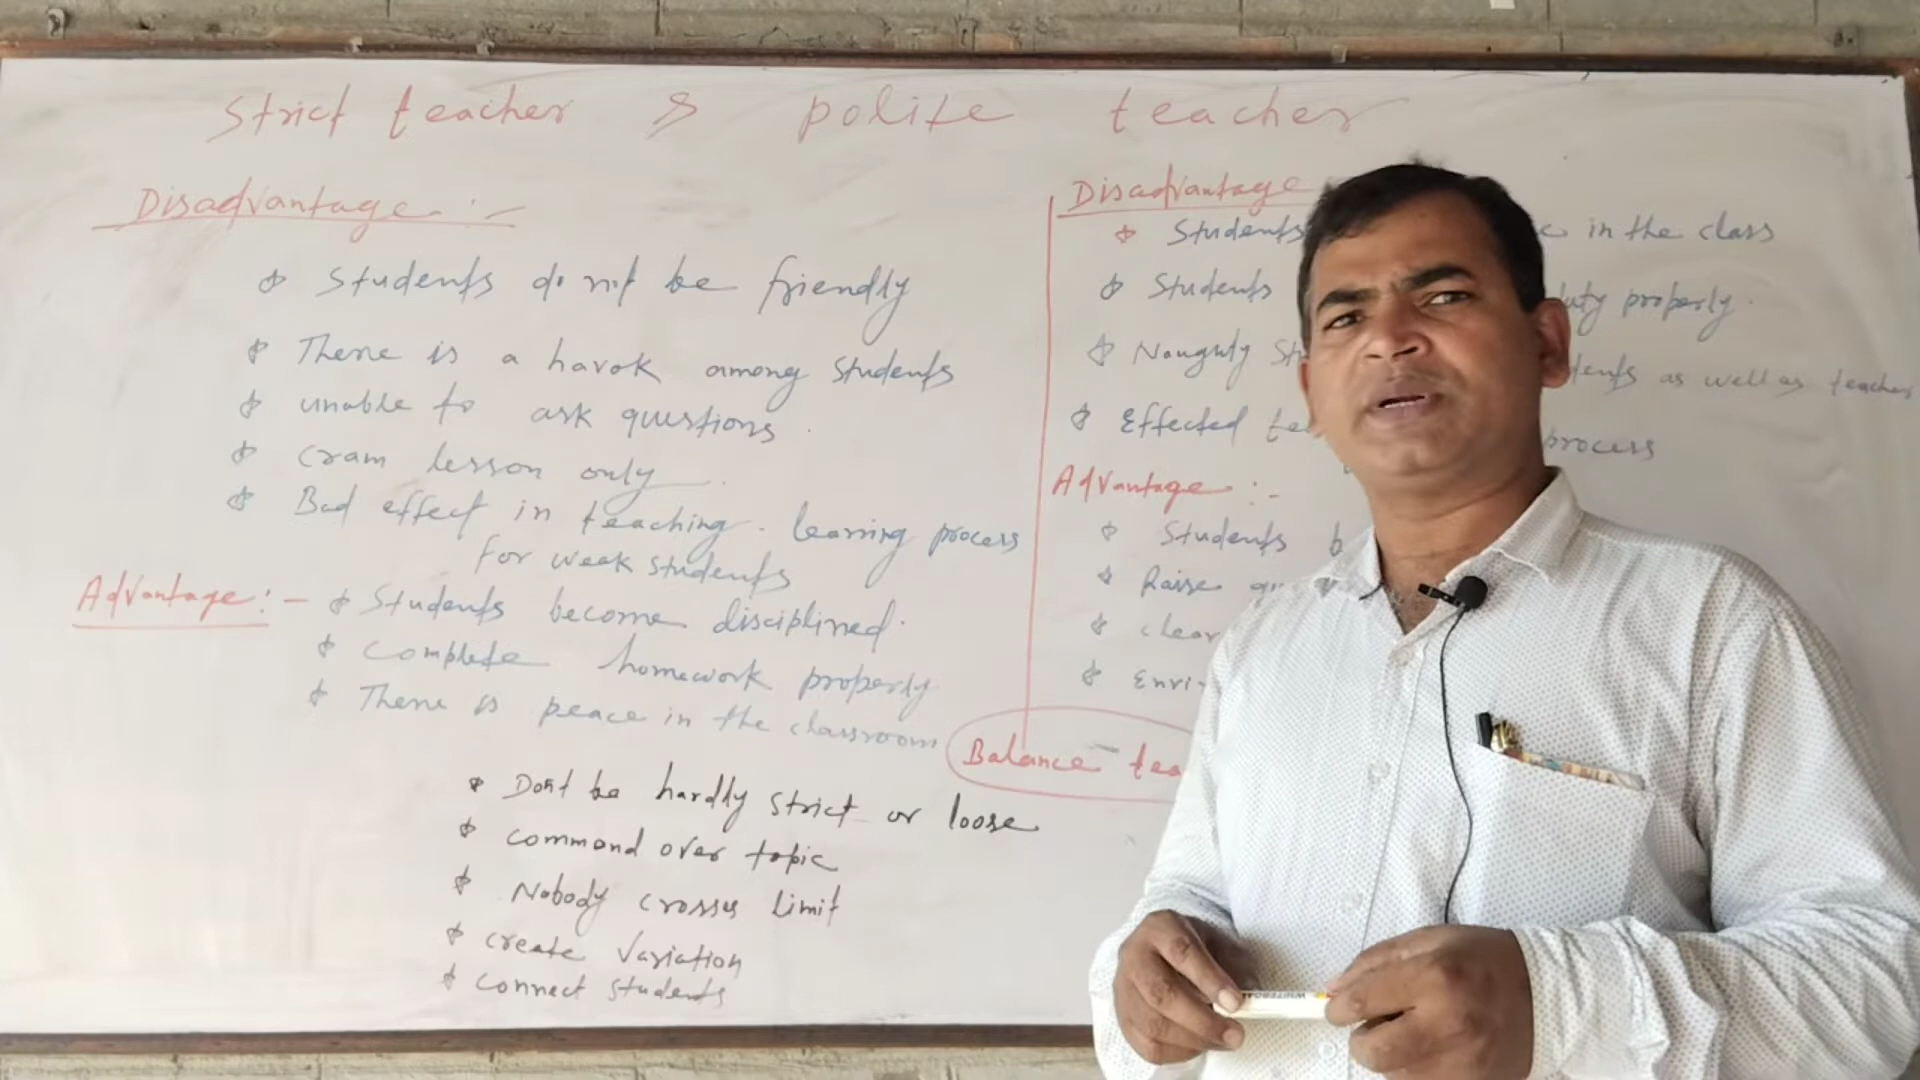 Strict teacher & polite teacher
Disadvantage :-
Students do not be friendly
There is a havok among students
unable to ask questions.
cram lesson only.
Bad effect in teaching - learning process
for weak students
Advantage :-
Students become disciplined.
Complete homework properly
There is peace in the classroom
Disadvantage
Students in the class
Students properly.
Naughty as well as teacher
Effected process
Advantage :-
Students
Raise
Balance
Don't be hardly strict or loose
command over topic
Nobody crosses limit
create variation
connect students